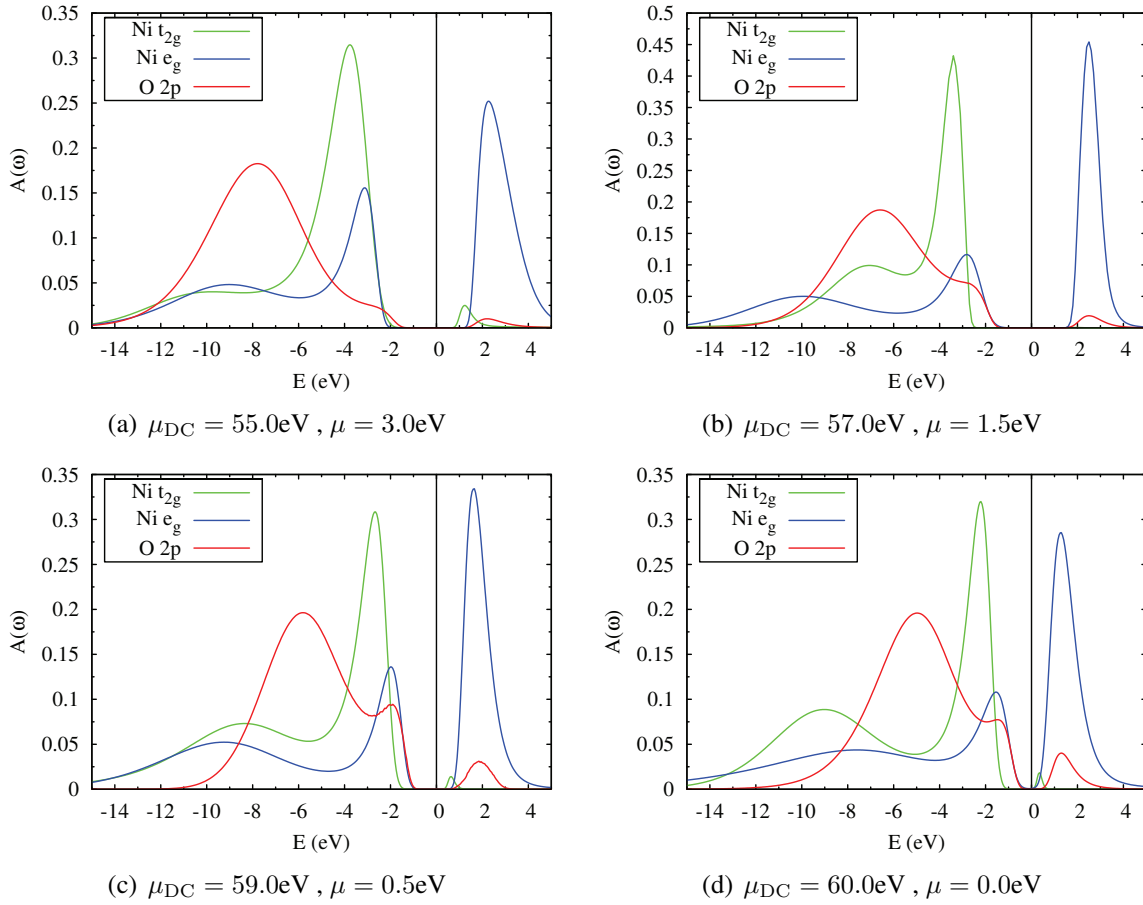 0.35
0.3
0.25
0.2
0.15
0.1
0.05
0
A(ω)
Ni t2g
Ni eg
O 2p
-14 -12 -10 -8 -6 -4 -2 0 2 4
E (eV)
(a) μDC = 55.0eV , μ = 3.0eV
0.5
0.45
0.4
0.35
0.3
0.25
0.2
0.15
0.1
0.05
0
A(ω)
Ni t2g
Ni eg
O 2p
-14 -12 -10 -8 -6 -4 -2 0 2 4
E (eV)
(b) μDC = 57.0eV , μ = 1.5eV
0.35
0.3
0.25
0.2
0.15
0.1
0.05
0
A(ω)
Ni t2g
Ni eg
O 2p
-14 -12 -10 -8 -6 -4 -2 0 2 4
E (eV)
(c) μDC = 59.0eV , μ = 0.5eV
0.35
0.3
0.25
0.2
0.15
0.1
0.05
0
A(ω)
Ni t2g
Ni eg
O 2p
-14 -12 -10 -8 -6 -4 -2 0 2 4
E (eV)
(d) μDC = 60.0eV , μ = 0.0eV